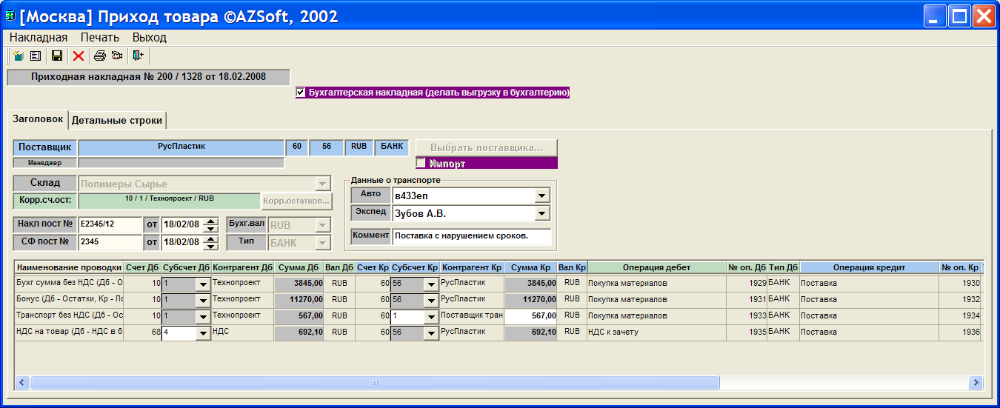 [Москва] Приход товара ©AZSoft, 2002
Накладная Печать Выход
Приходная накладная № 200 / 1328 от 18.02.2008
Бухгалтерская накладная (делать выгрузку в бухгалтерию)
Заголовок Детальные строки
Поставщик РусПластик 60 56 RUB БАНК Выбрать поставщика...
Менеджер Импорт
Склад Полимеры Сырье Данные о транспорте
Корр.сч.ост: 10 / 1 / Технопроект / RUB Корр.остатков... Авто в433еп
Экспед Зубов А.В.
Накл пост № Е2345/12 от 18/02/08 Бухг.вал RUB
СФ пост № 2345 от 18/02/08 Тип БАНК Коммент Поставка с нарушением сроков.
Наименование проводки Счет Дб Субсчет Дб Контрагент Дб Сумма Дб Вал Дб Счет Кр Субсчет Кр Контрагент Кр Сумма Кр Вал Кр Операция дебет № оп. Дб Тип Дб Операция кредит № оп. Кр
Бухг сумма без НДС (Дб - О 10 1 Технопроект 3845,00 RUB 60 56 РусПластик 3845,00 RUB Покупка материалов 1929 БАНК Поставка 1930
Бонус (Дб - Остатки, Кр - По 10 1 Технопроект 11270,00 RUB 60 56 РусПластик 11270,00 RUB Покупка материалов 1931 БАНК Поставка 1932
Транспорт без НДС (Дб - Ос 10 1 Технопроект 567,00 RUB 60 1 Поставщик тран 567,00 RUB Покупка материалов 1933 БАНК Поставка 1934
НДС на товар (Дб - НДС в б 68 4 НДС 692,10 RUB 60 56 РусПластик 692,10 RUB НДС к зачету 1935 БАНК Поставка 1936